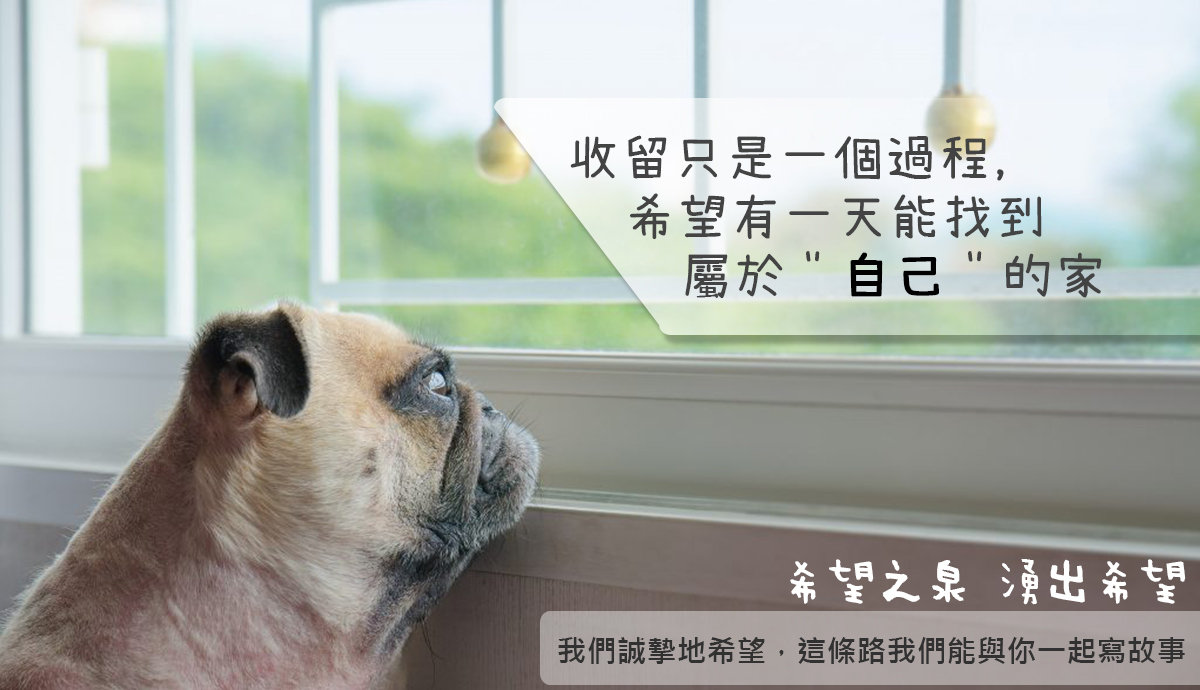 收留只是一個過程,
希望有一天能找到
屬於"自己"的家
希望之泉 湧出希望
我們誠摯地希望，這條路我們能與你一起寫故事